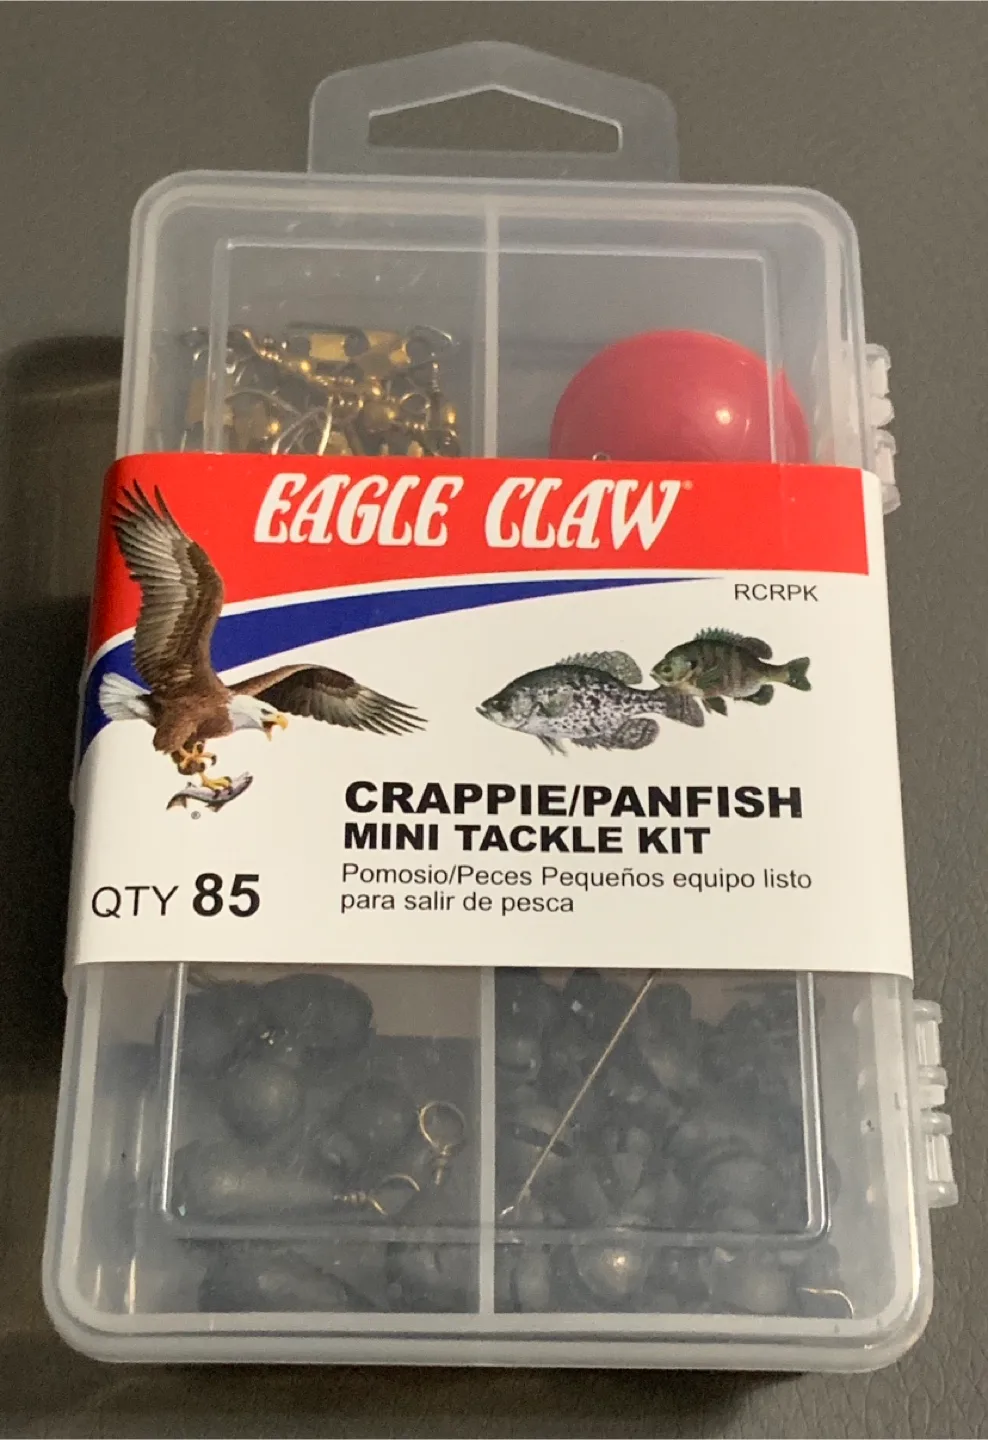 EAGLE CLAW®
RCRPK
®
CRAPPIE/PANFISH
MINI TACKLE KIT
Pomosio/Peces Pequeños equipo listo
para salir de pesca
QTY 85